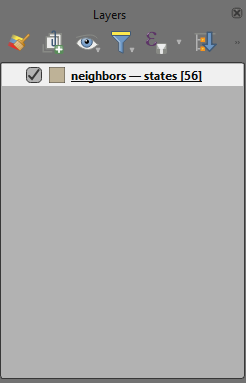 Layers
neighbors — states [56]